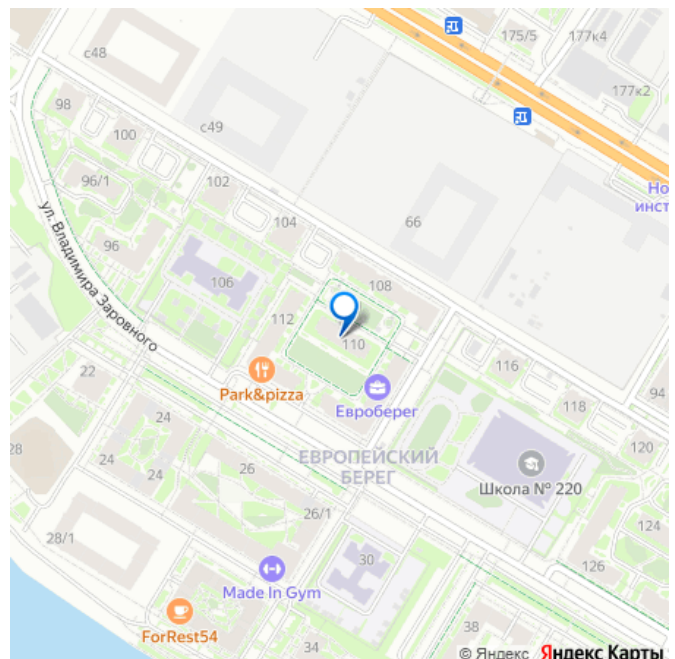 175/5
177к4
с48
177к2
98
с49
100
Но
инст
96/1
102
66
104
ул. Владимира Заровного
96
106
108
112
110
116
22
Park&pizza
Евроберег
118
94
24
120
28
24
24
26
ЕВРОПЕЙСКИЙ
БЕРЕГ
Школа № 220
26/1
124
28/1
30
126
Made In Gym
ForRest54
38
34
© Яндекс Яндекс Карты